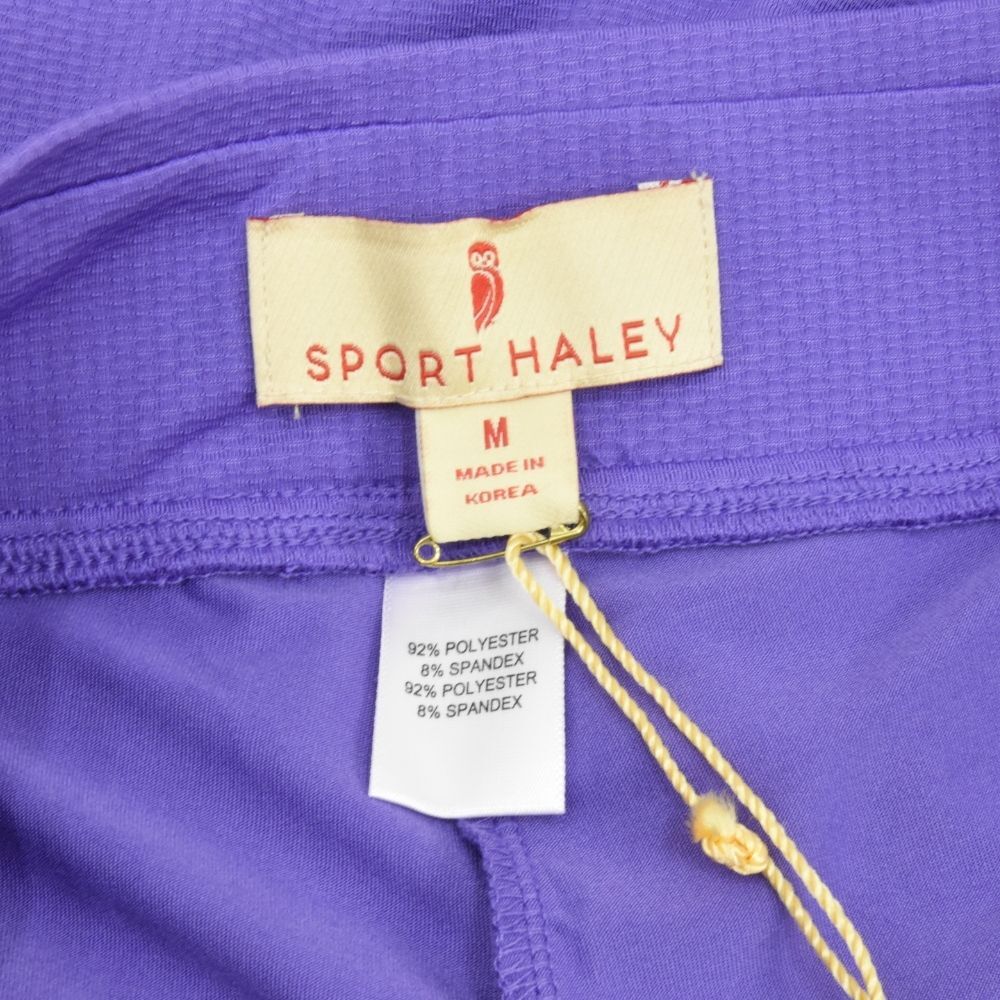 SPORT HALEY
M
MADE IN
KOREA
92% POLYESTER
8% SPANDEX
92% POLYESTER
8% SPANDEX